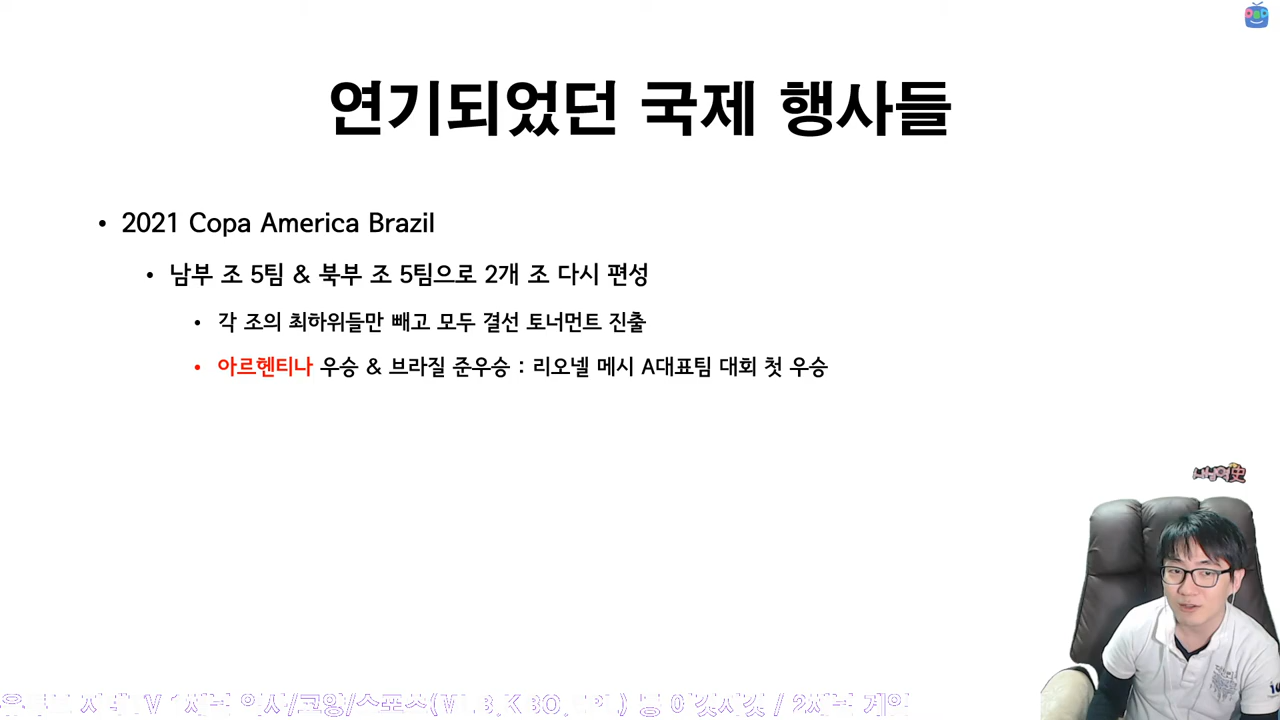 연기되었던 국제 행사들
• 2021 Copa America Brazil
• 남부 조 5팀 & 북부 조 5팀으로 2개 조 다시 편성
• 각 조의 최하위들만 빼고 모두 결선 토너먼트 진출
• 아르헨티나 우승 & 브라질 준우승 : 리오넬 메시 A대표팀 대회 첫 우승